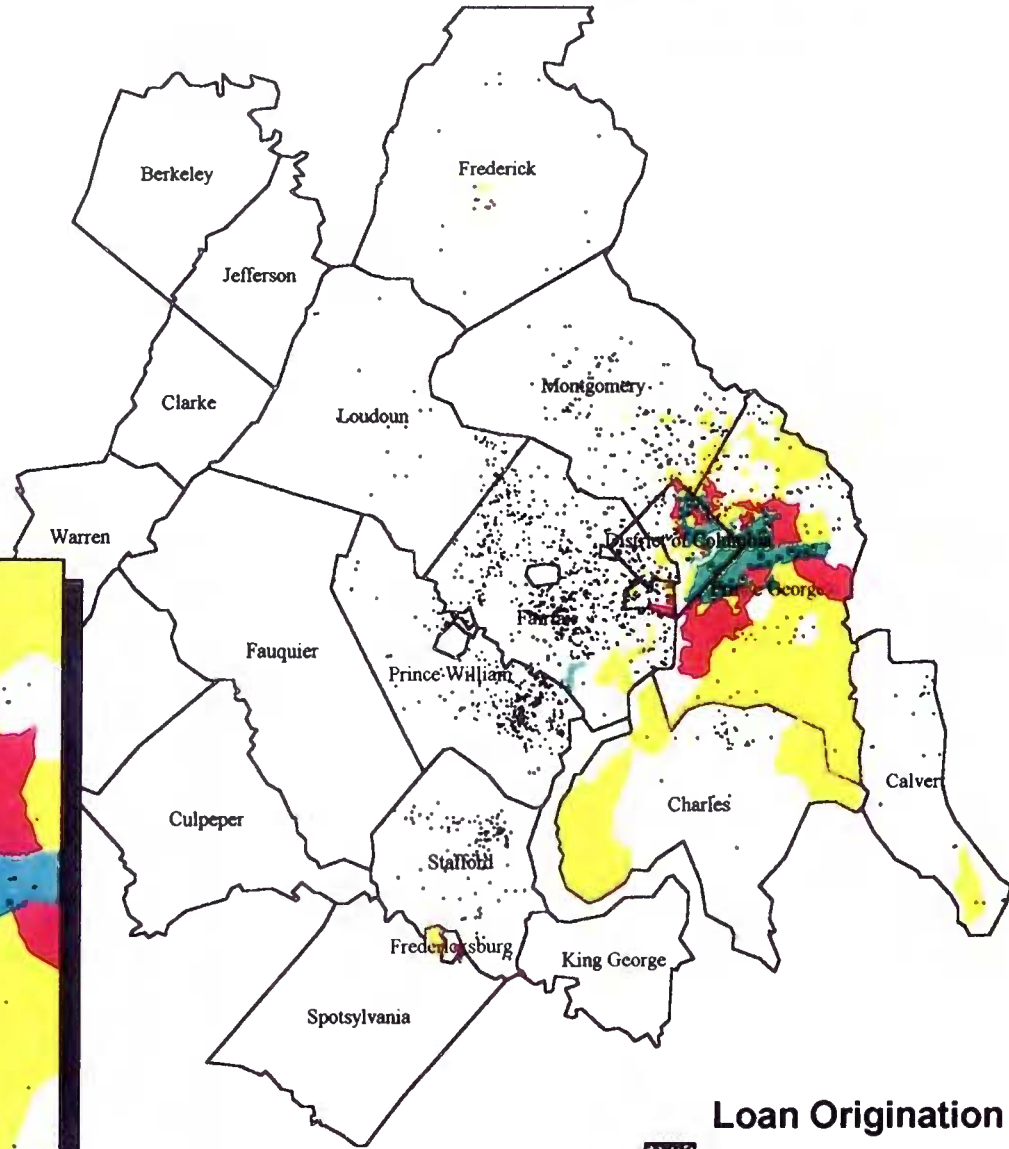 Berkeley
Frederick
Jefferson
Montgomery
Clarke
Loudoun
Warren
District of Columbia
Fauquier
Prince William
Calver
Charles
Culpeper
Stafford
Fredericksburg
King George
Spotsylvania
Loan Origination